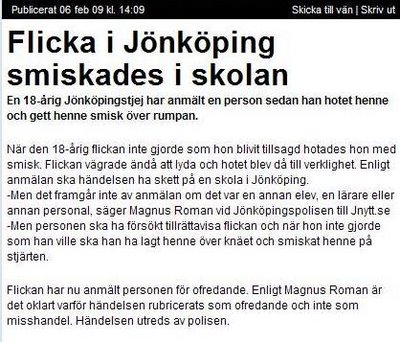 Publicerat 06 feb 09 kl. 14:09 Skicka till vän | Skriv ut
Flicka i Jönköping
smiskades i skolan
En 18-årig Jönköpingstjej har anmält en person sedan han hotet henne
och gett henne smisk över rumpan.
När den 18-årig flickan inte gjorde som hon blivit tillsagd hotades hon med
smisk. Flickan vägrade ändå att lyda och hotet blev då till verklighet. Enligt
anmälan ska händelsen ha skett på en skola i Jönköping.
-Men det framgår inte av anmälan om det var en annan elev, en lärare eller
annan personal, säger Magnus Roman vid Jönköpingspolisen till Jnytt.se
-Men personen ska ha försökt tillrättavisa flickan och när hon inte gjorde
som han ville ska han ha lagt henne över knäet och smiskat henne på
stjärten.
Flickan har nu anmält personen för ofredande. Enligt Magnus Roman är
det oklart varför händelsen rubricerats som ofredande och inte som
misshandel. Händelsen utreds av polisen.